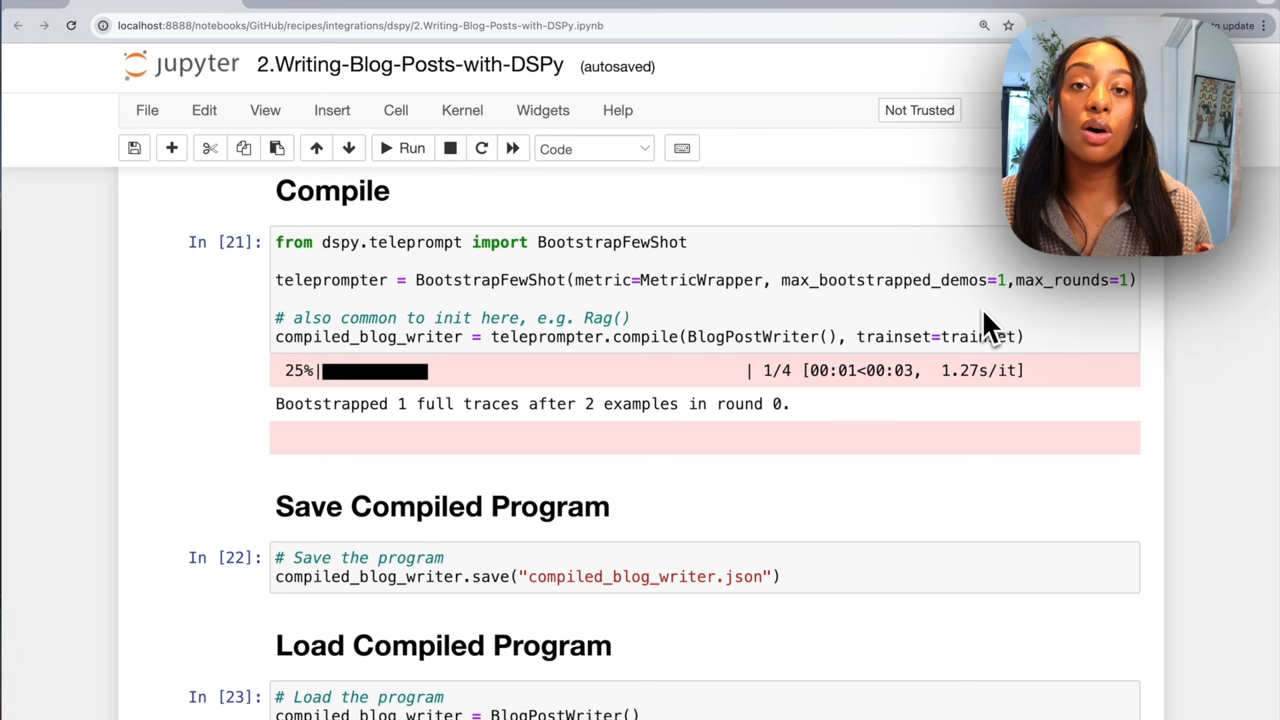 localhost:8888/notebooks/GitHub/recipes/integrations/dspy/2.Writing-Blog-Posts-with-DSPy.ipynb
to update
jupyter 2.Writing-Blog-Posts-with-DSPy (autosaved)
File Edit View Insert Cell Kernel Widgets Help Not Trusted
Run Code
Compile
In [21]: from dspy.teleprompt import BootstrapFewShot
teleprompter = BootstrapFewShot(metric=MetricWrapper, max_bootstrapped_demos=1,max_rounds=1)
# also common to init here, e.g. Rag()
compiled_blog_writer = teleprompter.compile(BlogPostWriter(), trainset=trainset)
25%| | 1/4 [00:01<00:03, 1.27s/it]
Bootstrapped 1 full traces after 2 examples in round 0.
Save Compiled Program
In [22]: # Save the program
compiled_blog_writer.save("compiled_blog_writer.json")
Load Compiled Program
In [23]: # Load the program
compiled_blog_writer = BlogPostWriter()